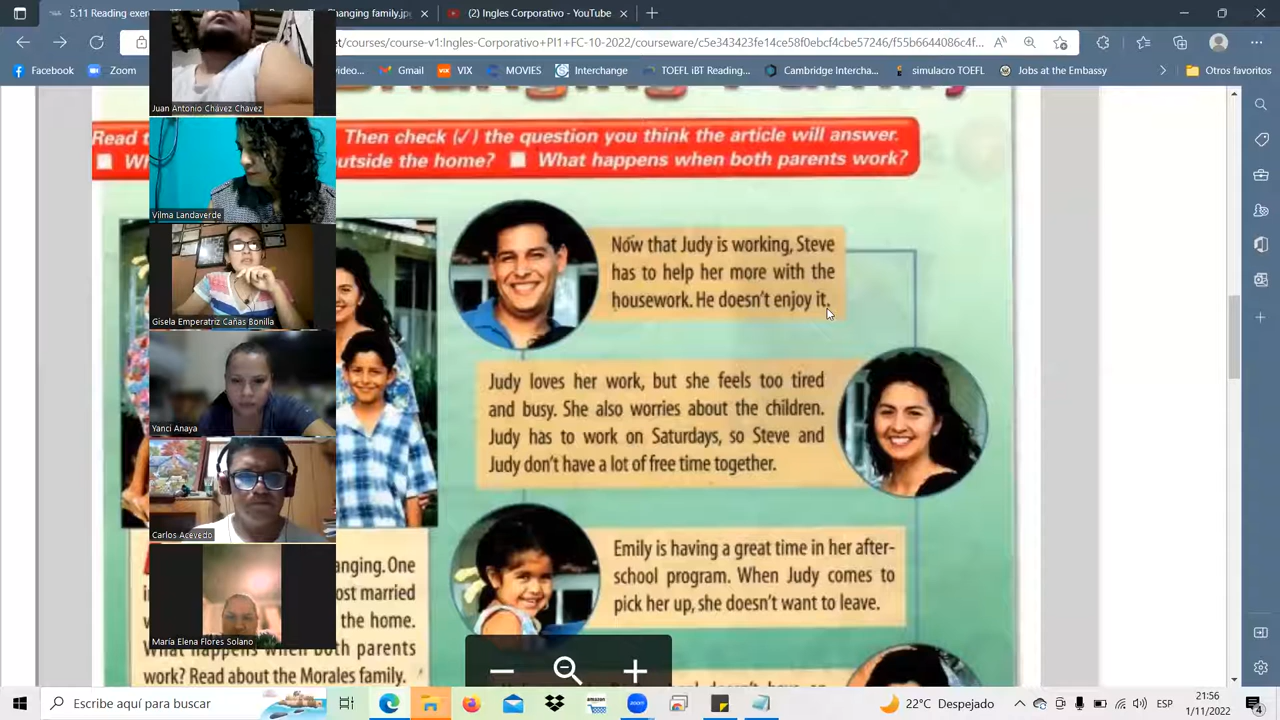 hanging family.jp
(2) Ingles Corporativo - YouTube
et/courses/course-v1:Ingles-Corporativo+PI1+FC-10-2022/courseware/c5e343423fe14ce58f0ebcf4cbe57246/f55b6644086c4f...
Facebook
Zoom
video...
Gmail
VIX
MOVIES
Interchange
TOEFL iBT Reading...
Cambridge Interchang...
simulacro TOEFL
Jobs at the Embassy
Otros favoritos
Juan Antonio Chávez Chávez
Vilma Landaverde
Gisela Emperatriz Cañas Bonilla
Yanci Anaya
Carlos Acevedo
María Elena Flores Solano
Read t
Then check (✓) the question you think the article will answer.
Wh
utside the home?
What happens when both parents work?
Now that Judy is working, Steve
has to help her more with the
housework. He doesn't enjoy it.
Judy loves her work, but she feels too tired
and busy. She also worries about the children.
Judy has to work on Saturdays, so Steve and
Judy don't have a lot of free time together.
Emily is having a great time in her after-
school program. When Judy comes to
pick her up, she doesn't want to leave.
anging. One
ost married
the home.
What happens when both parents
work? Read about the Morales family.
Escribe aquí para buscar
amazon
zoom
22°C Despejado
ESP
21:56
1/11/2022
4